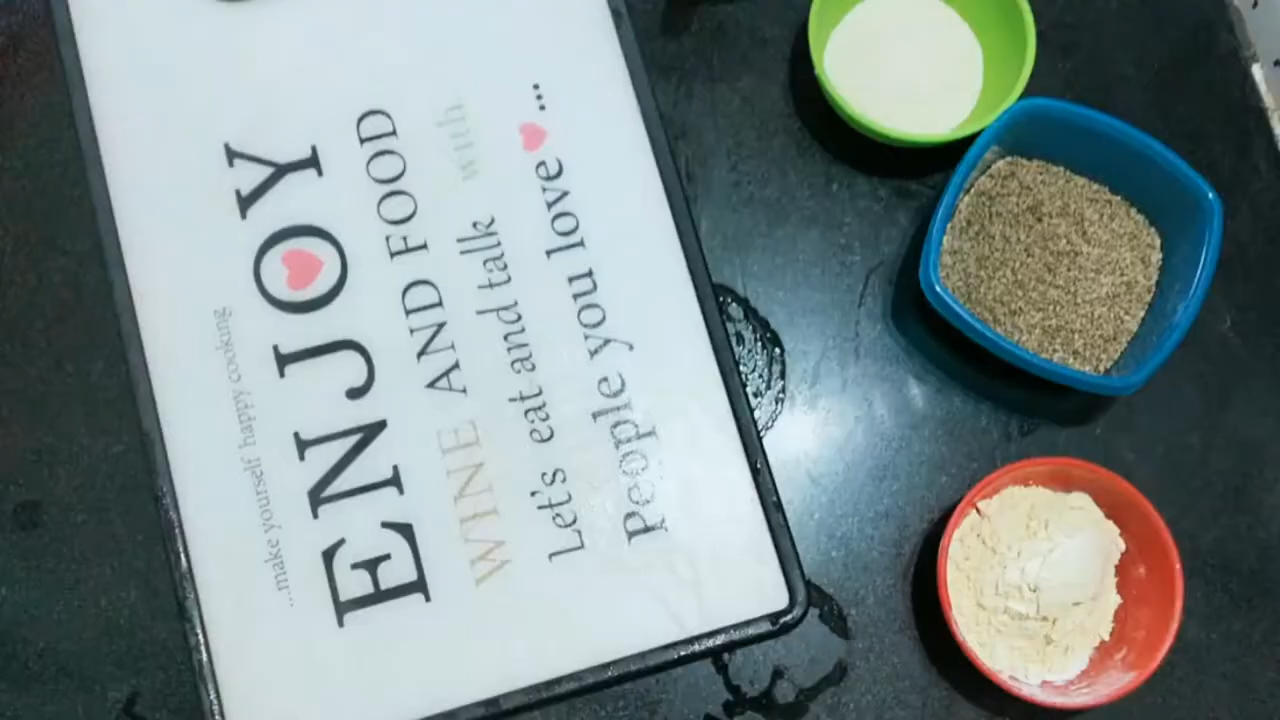 ...make yourself happy cooking
ENJOY
WINE AND FOOD
Let's eat and talk with
People you love ...